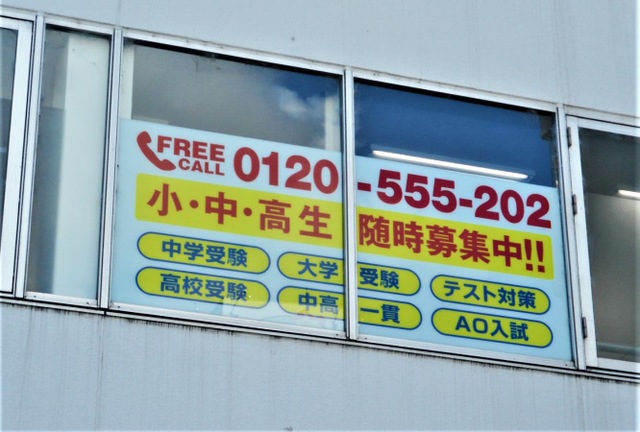 FREE CALL 0120-555-202
小・中・高生 随時募集中!!
中学受験 大学受験 テスト対策
高校受験 中高一貫 AO入試